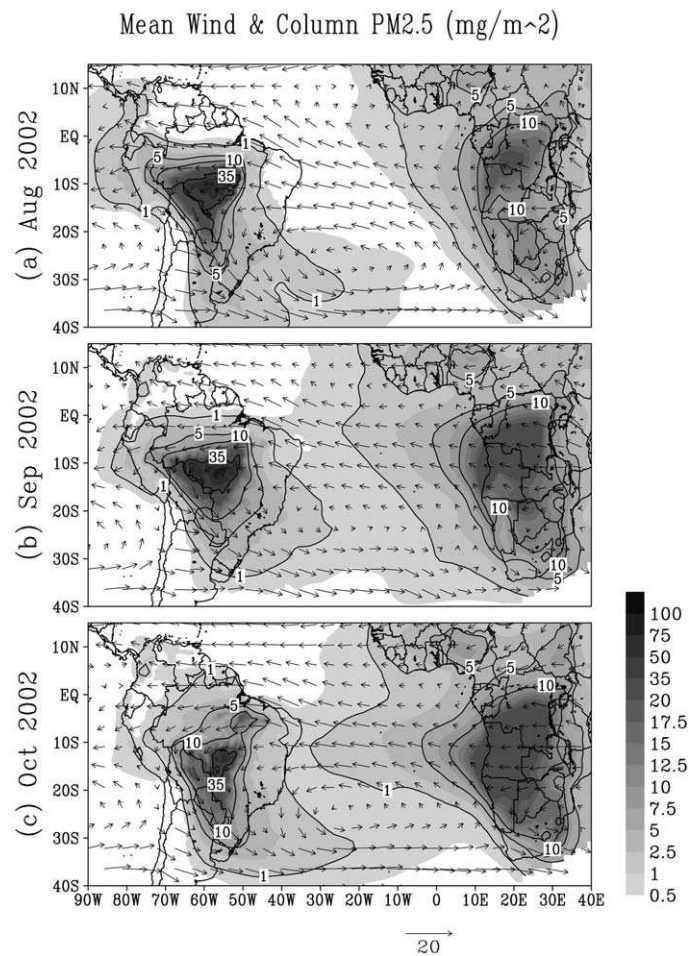 Mean Wind & Column PM2.5 (mg/m^2)
(a) Aug 2002
10N
EQ
10S
20S
30S
40S
1
5
10
35
1
5
1
5
5
10
10
5
(b) Sep 2002
10N
EQ
10S
20S
30S
40S
1
5
10
35
1
1
5
5
10
10
10
5
(c) Oct 2002
10N
EQ
10S
20S
30S
40S
1
5
10
35
10
1
1
5
5
10
10
90W 80W 70W 60W 50W 40W 30W 20W 10W 0 10E 20E 30E 40E
20
100
75
50
35
20
17.5
15
12.5
10
7.5
5
2.5
1
0.5